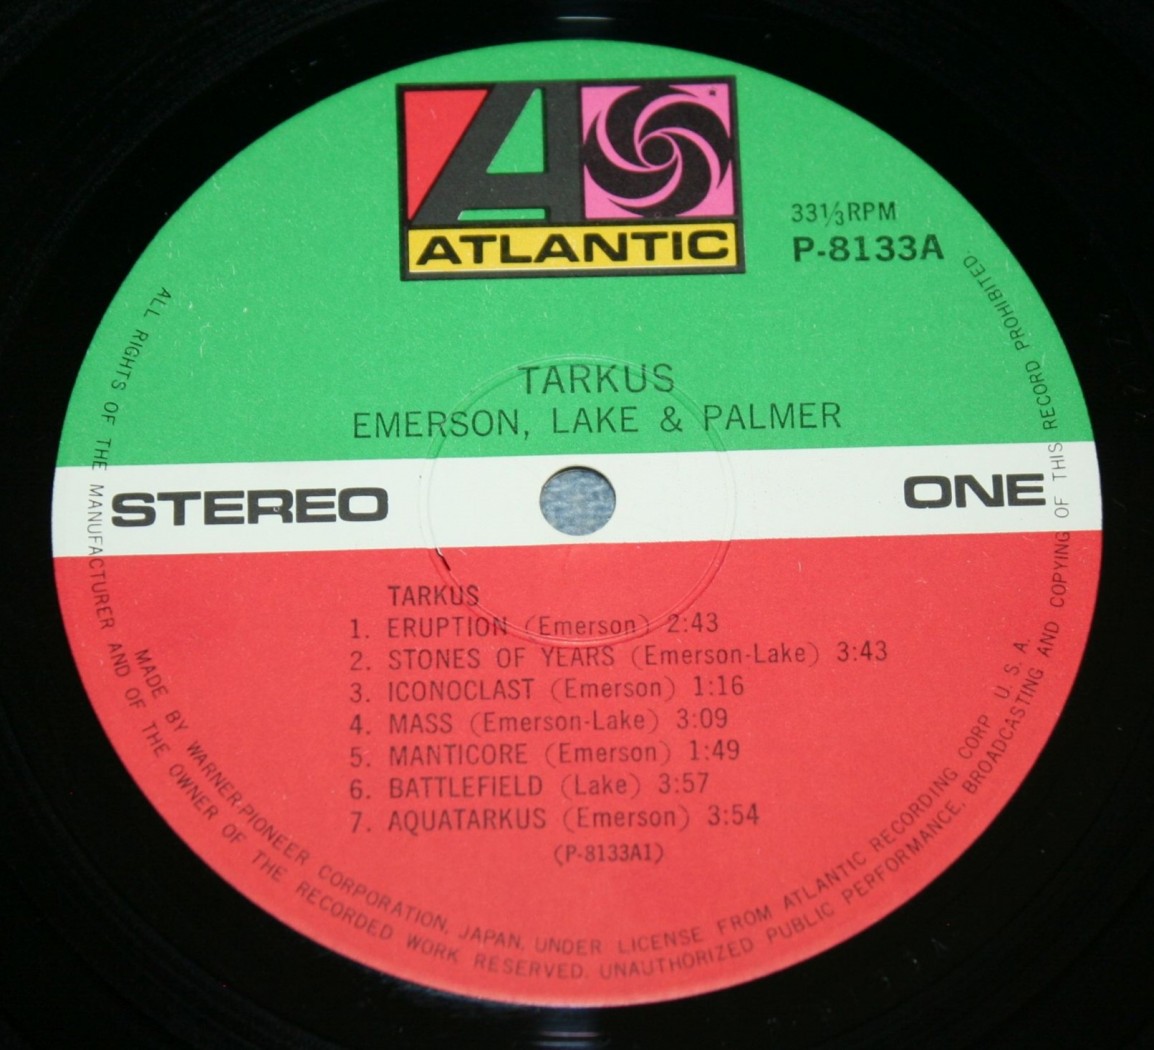 ATLANTIC
33⅓RPM
P-8133A
TARKUS
EMERSON, LAKE & PALMER
STEREO
ONE
TARKUS
1. ERUPTION (Emerson) 2:43
2. STONES OF YEARS (Emerson-Lake) 3:43
3. ICONOCLAST (Emerson) 1:16
4. MASS (Emerson-Lake) 3:09
5. MANTICORE (Emerson) 1:49
6. BATTLEFIELD (Lake) 3:57
7. AQUATARKUS (Emerson) 3:54
(P-8133A1)
MADE BY WARNER-PIONEER CORPORATION, JAPAN, UNDER LICENSE FROM ATLANTIC RECORDING CORP. U. S. A.
ALL RIGHTS OF THE MANUFACTURER AND OF THE OWNER OF THE RECORDED WORK RESERVED. UNAUTHORIZED PUBLIC PERFORMANCE, BROADCASTING AND COPYING OF THIS RECORD PROHIBITED.